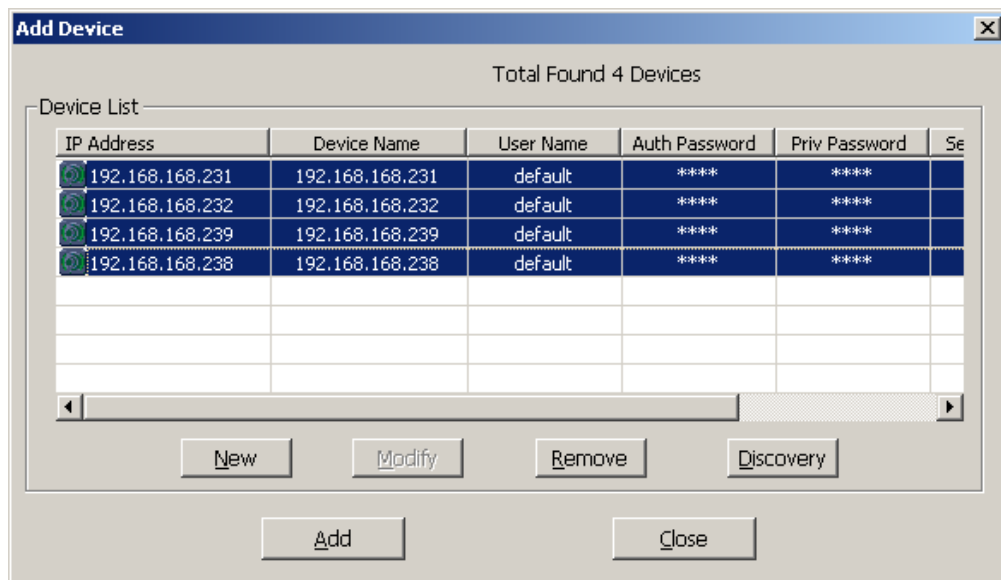 Add Device
Total Found 4 Devices
Device List
IP Address Device Name User Name Auth Password Priv Password Se
192.168.168.231 192.168.168.231 default **** ****
192.168.168.232 192.168.168.232 default **** ****
192.168.168.239 192.168.168.239 default **** ****
192.168.168.238 192.168.168.238 default **** ****
New Modify Remove Discovery
Add Close